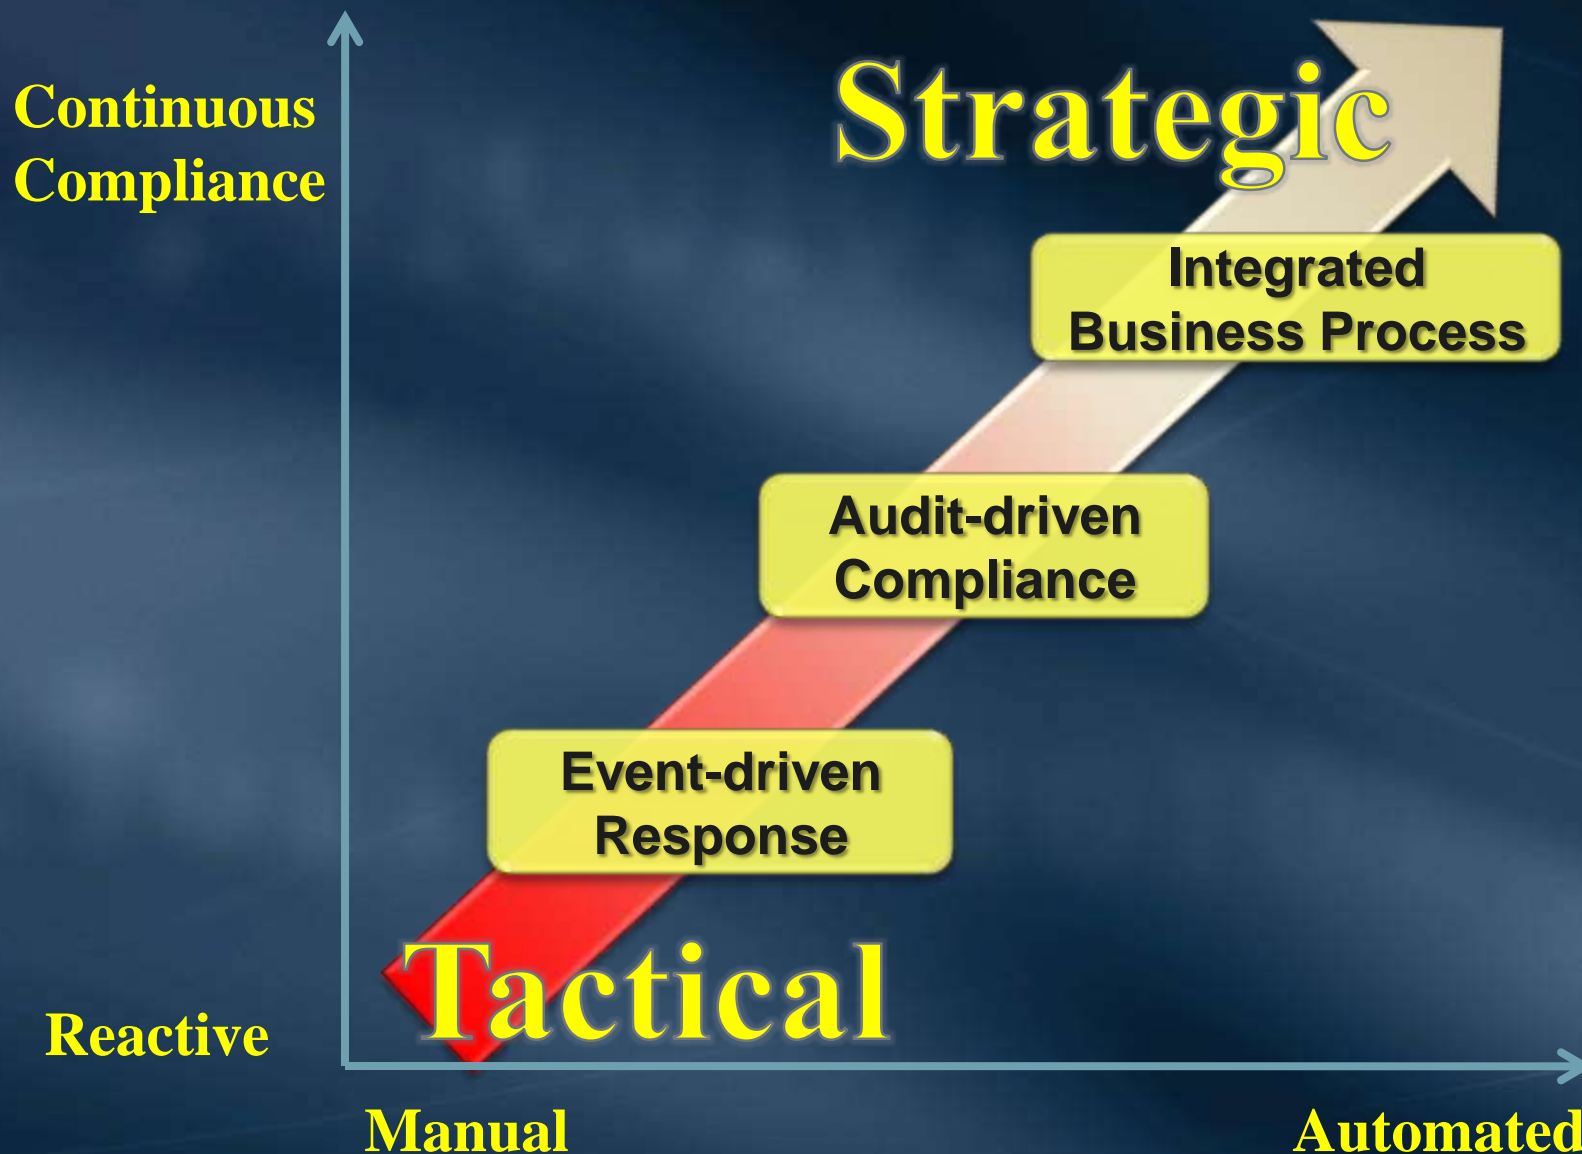 Continuous
Compliance
Strategic
Integrated
Business Process
Audit-driven
Compliance
Event-driven
Response
Tactical
Reactive
Manual
Automated